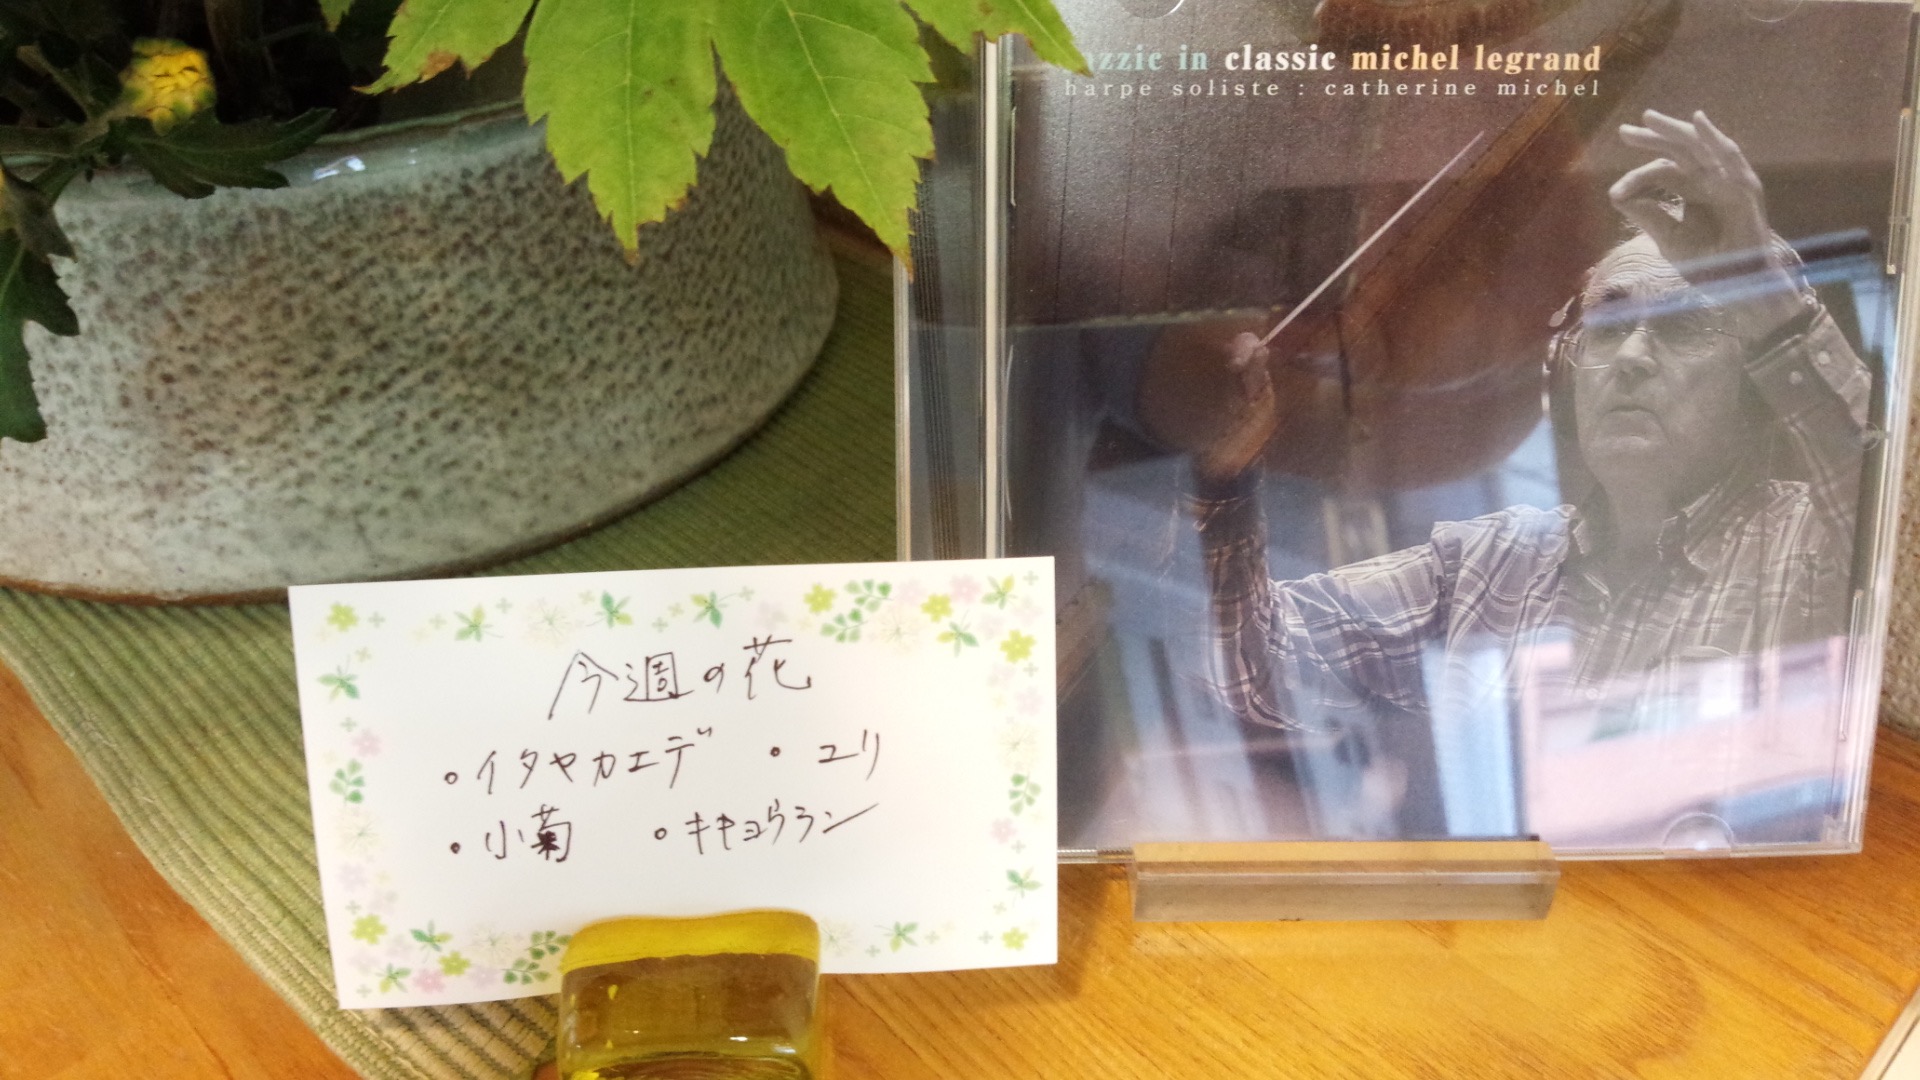 azzie in classic michel legrand
harpe soliste : catherine michel
今週の花
・イタヤカエデ ・ユリ
・小菊 ・キキョウラン